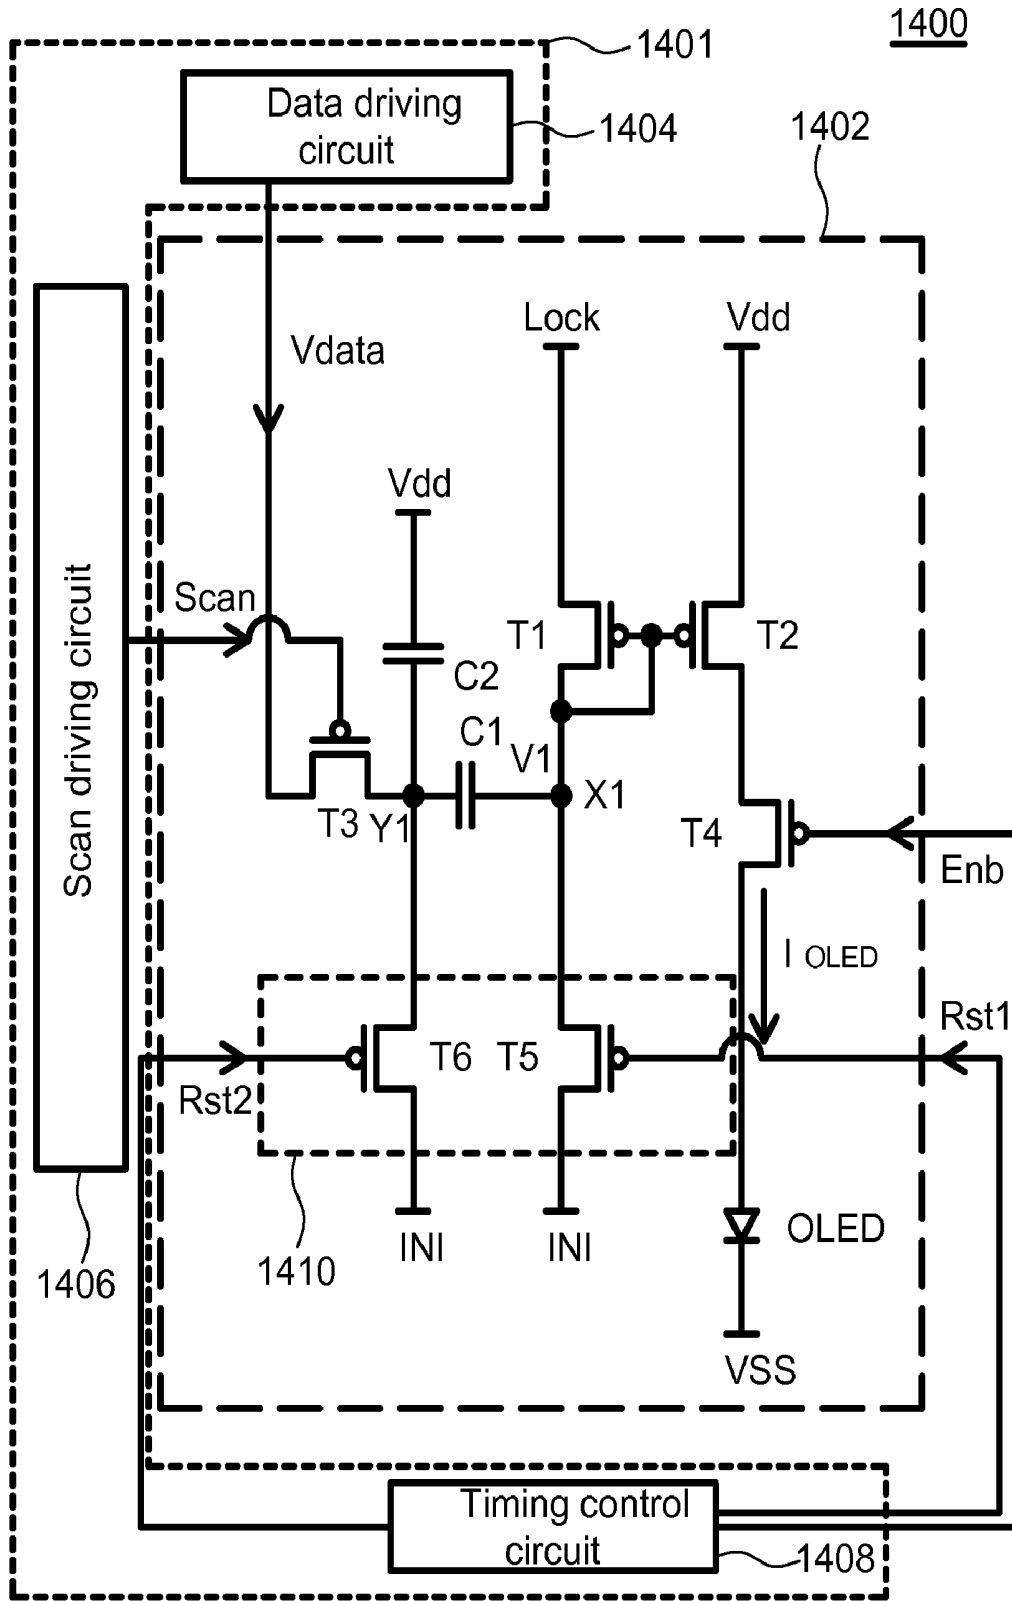 1400
1401
Data driving
circuit
1404
1402
Lock
Vdd
Vdata
Vdd
Scan
T1
T2
C2
C1
V1
X1
T3
Y1
T4
Enb
Scan driving circuit
I OLED
Rst1
T6
T5
Rst2
INI
INI
OLED
1410
1406
VSS
Timing control
circuit
1408